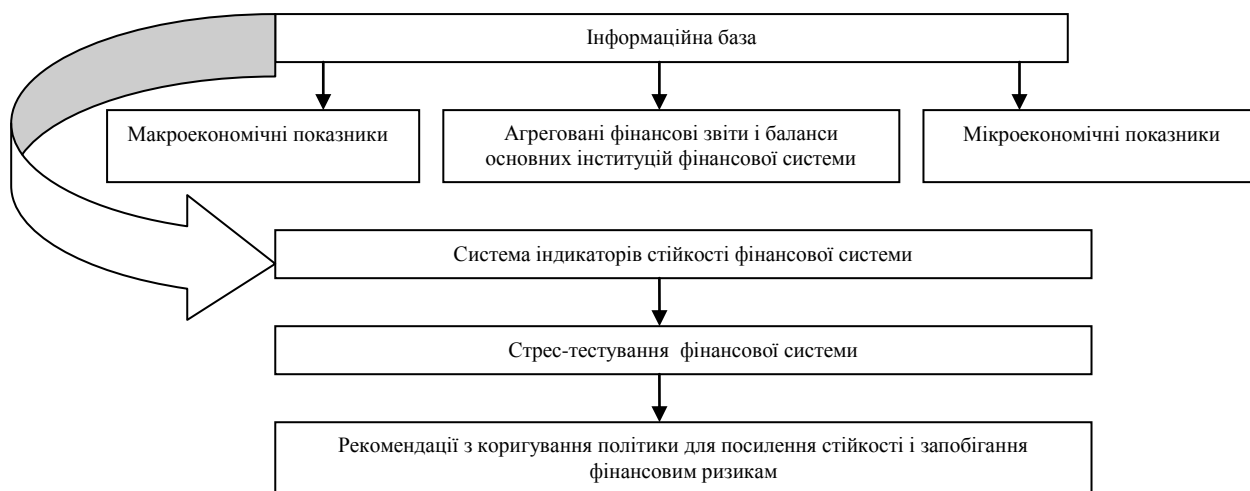 Інформаційна база
Макроекономічні показники
Агреговані фінансові звіти і баланси
основних інституцій фінансової системи
Мікроекономічні показники
Система індикаторів стійкості фінансової системи
Стрес-тестування фінансової системи
Рекомендації з коригування політики для посилення стійкості і запобігання
фінансовим ризикам